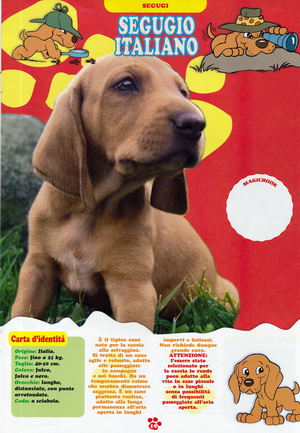 SEGUGI
SEGUGIO
ITALIANO
MAGICBOOK
Carta d'identità
Origine: Italia.
Peso: fino a 25 kg.
Taglia: 40-58 cm.
Colore: fulvo,
fulvo e nero.
Orecchie: lunghe,
distanziate, con punte
arrotondate.
Coda: a sciabola.
È il tipico cane
nato per la caccia
alla selvaggina.
Si tratta di un cane
agile e robusto, adatto
alle passeggiate
in campagna
e nei boschi. Ha un
temperamento calmo
che sembra dimostrare
saggezza. È un cane
piuttosto rustico,
adatto alla lunga
permanenza all'aria
aperta in luoghi
impervi e fattosi.
Non richiede dunque
grande cura.
ATTENZIONE:
l'essere stato
selezionato per
la caccia lo rende
poco adatto alla
vita in case piccole
o in luoghi
senza possibilità
di frequenti
passeggiate all'aria
aperta.